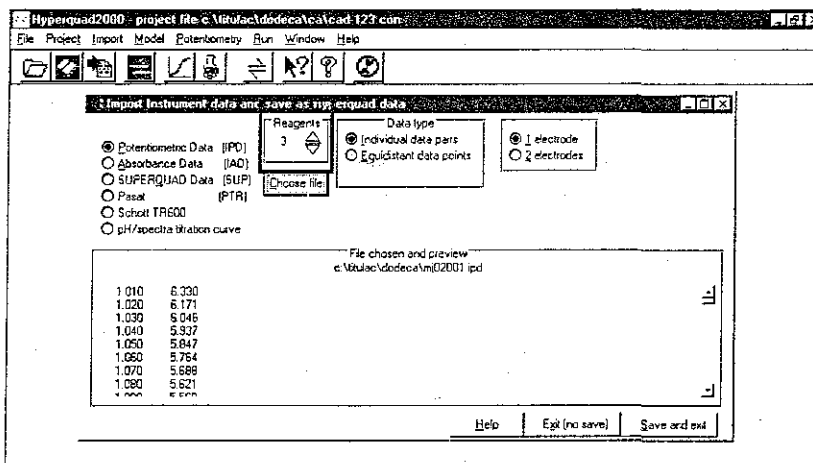 Hyperquad2000 - project file c:\titulac\dodeca\ca\cad-123.con
File Project Import Model Potentiometry Run Window Help
Import Instrument data and save as hyperquad data
Reagents
3
Data type
Individual data pairs
Equidistant data points
1 electrode
2 electrodes
Potentiometric Data (IPD)
Absorbance Data (IAD)
SUPERQUAD Data (SUP)
Pasat (PTR)
Schott TR600
pH/spectra titration curve
Choose file
File chosen and preview
c:\titulac\dodeca\mj02001.ipd
1.010 6.330
1.020 6.171
1.030 6.046
1.040 5.937
1.050 5.847
1.060 5.764
1.070 5.688
1.080 5.621
Help Exit (no save) Save and exit